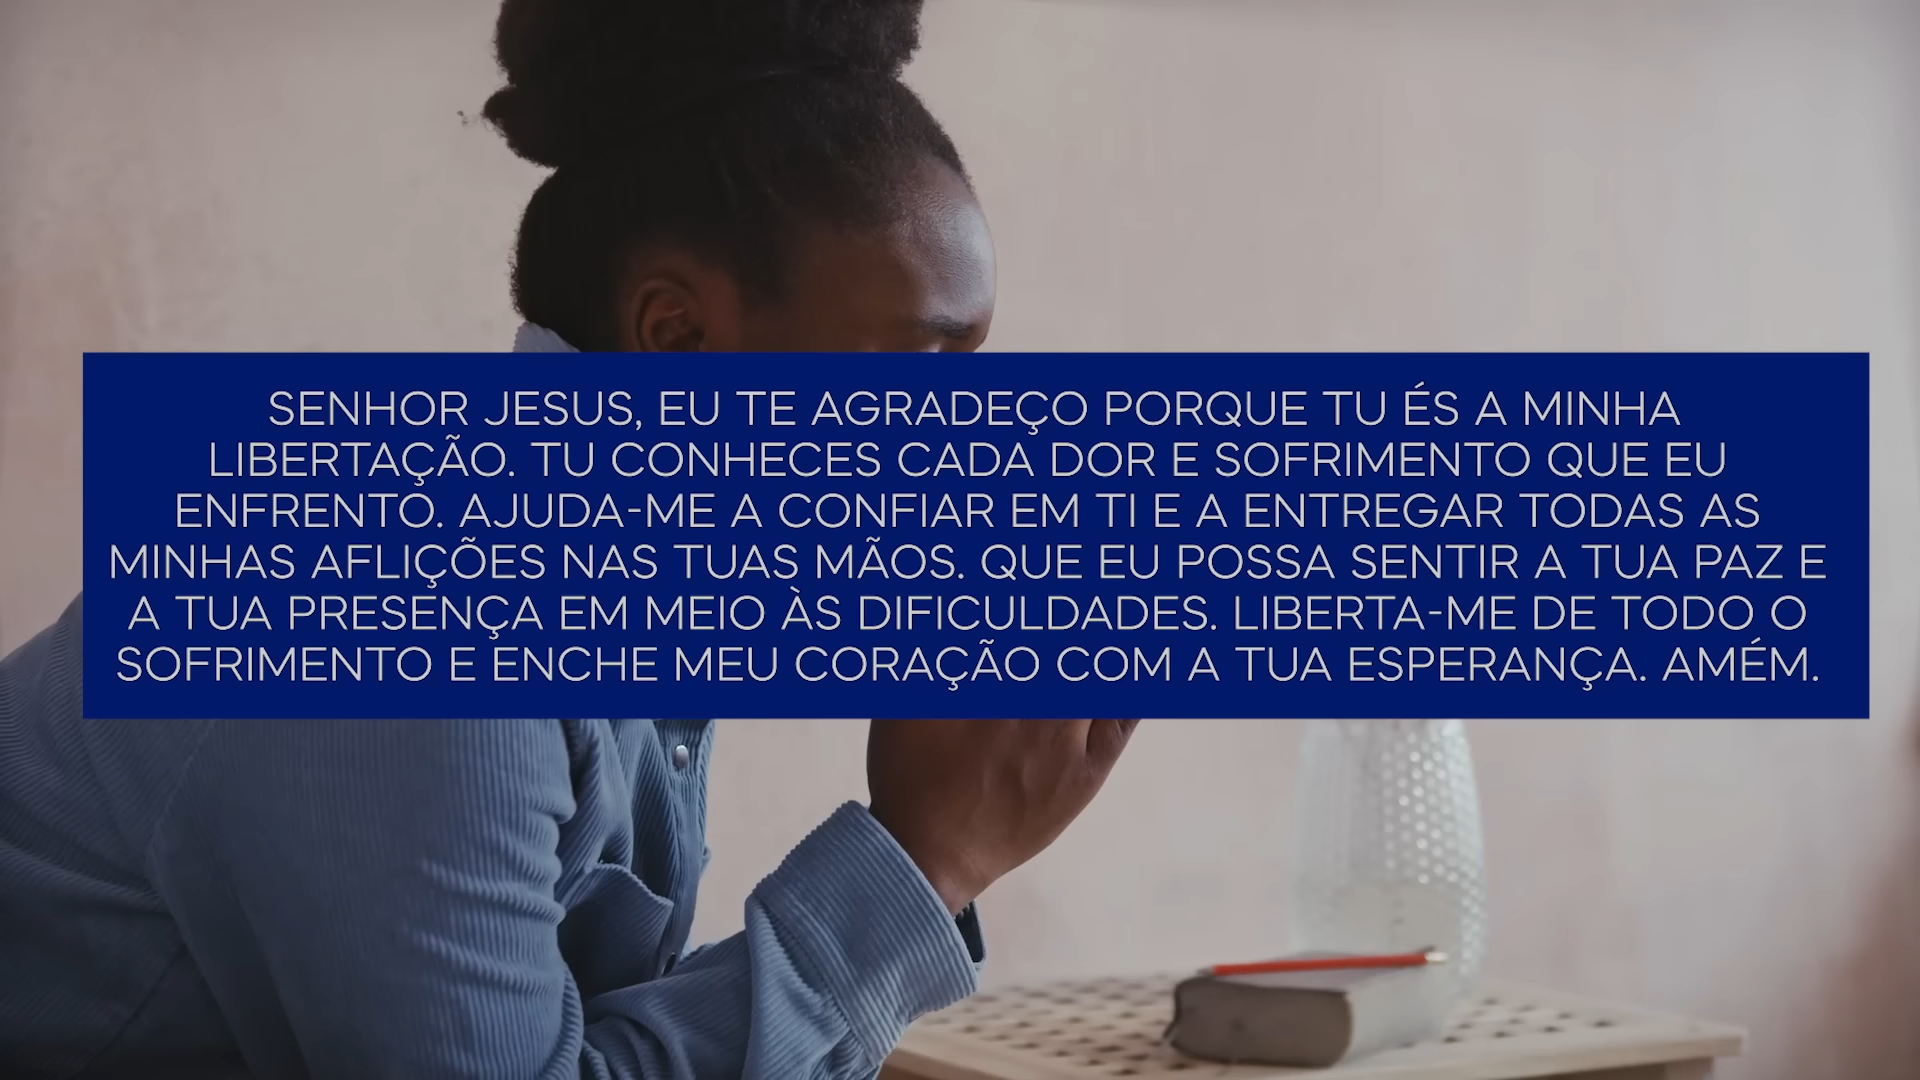 SENHOR JESUS, EU TE AGRADEÇO PORQUE TU ÉS A MINHA
LIBERTAÇÃO. TU CONHECES CADA DOR E SOFRIMENTO QUE EU
ENFRENTO. AJUDA-ME A CONFIAR EM TI E A ENTREGAR TODAS AS
MINHAS AFLIÇÕES NAS TUAS MÃOS. QUE EU POSSA SENTIR A TUA PAZ E
A TUA PRESENÇA EM MEIO ÀS DIFICULDADES. LIBERTA-ME DE TODO O
SOFRIMENTO E ENCHE MEU CORAÇÃO COM A TUA ESPERANÇA. AMÉM.